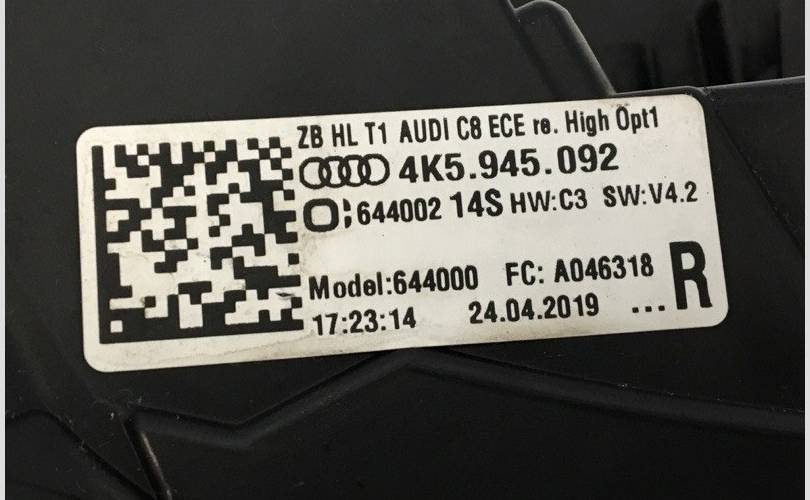 ZB HL T1 AUDI C8 ECE re. High Opt1
4K5.945.092
644002 14S HW:C3 SW:V4.2
Model:644000 FC: A046318
17:23:14 24.04.2019 ... R